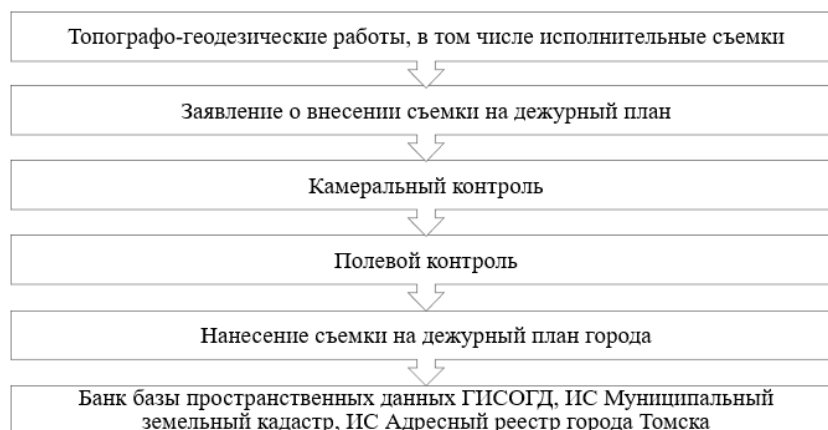 Топографо-геодезические работы, в том числе исполнительные съемки
Заявление о внесении съемки на дежурный план
Камеральный контроль
Полевой контроль
Нанесение съемки на дежурный план города
Банк базы пространственных данных ГИСОГД, ИС Муниципальный
земельный кадастр, ИС Адресный реестр города Томска